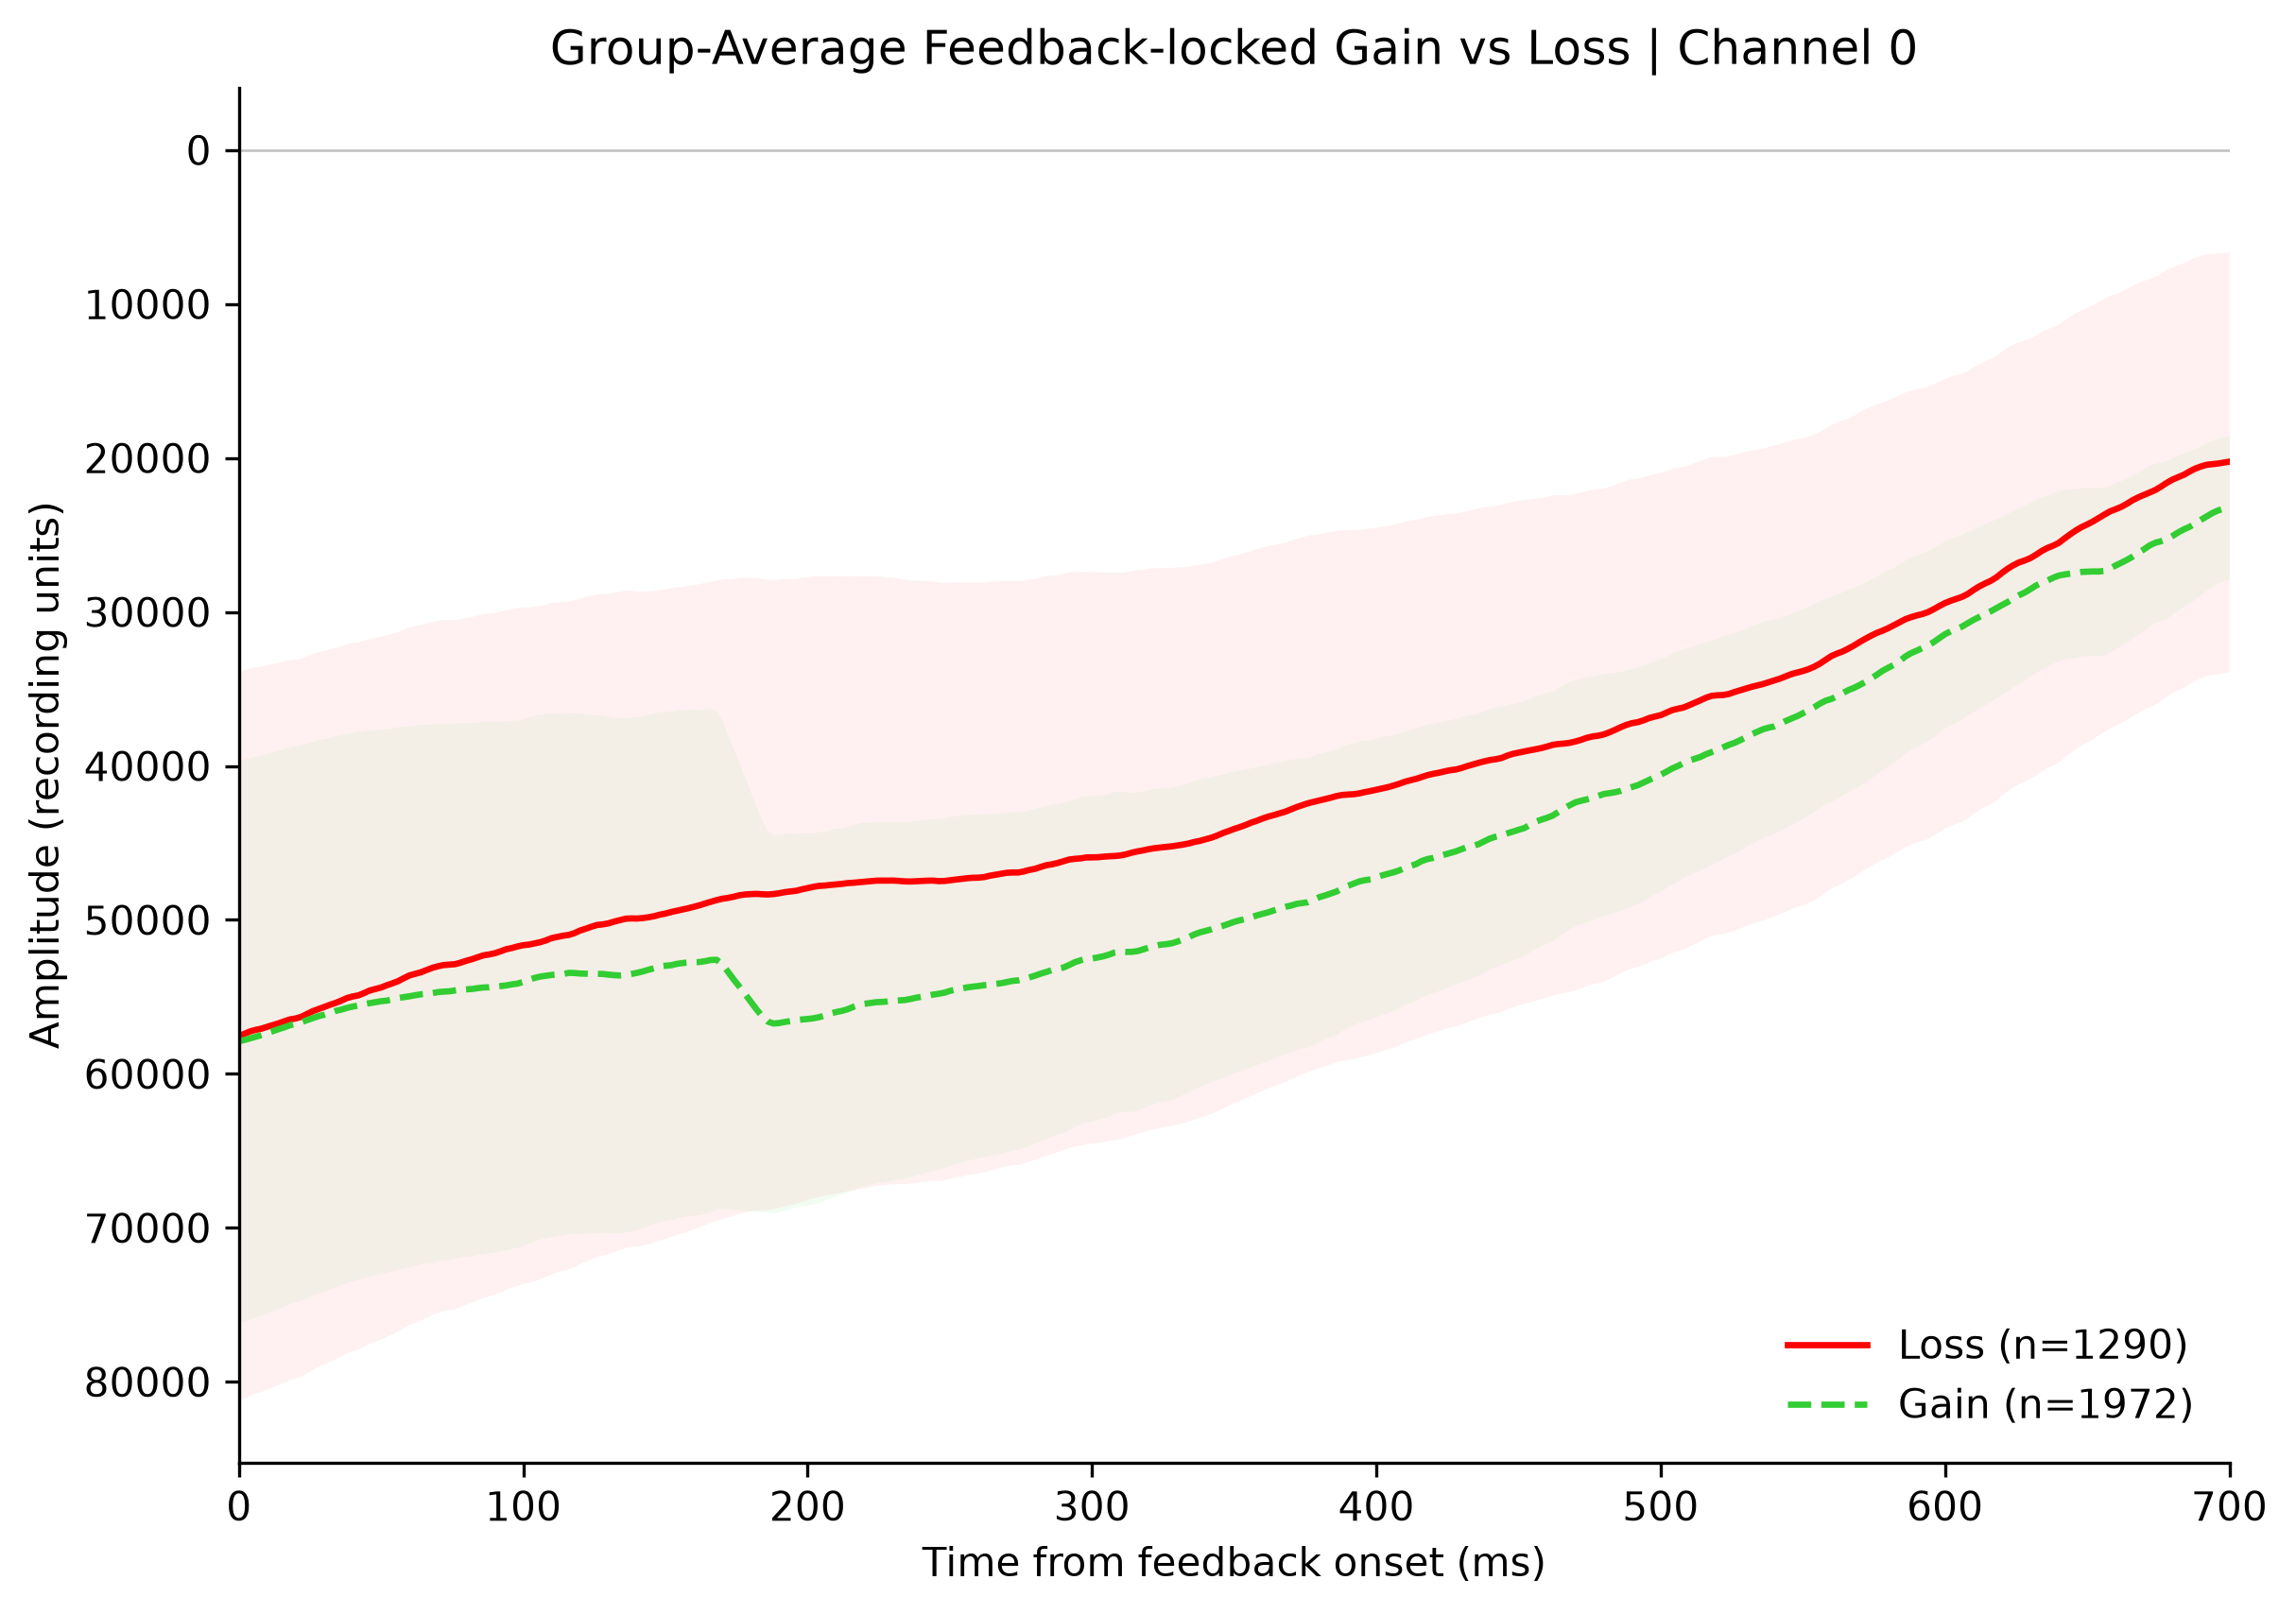 Group-Average Feedback-locked Gain vs Loss | Channel 0
Amplitude (recording units)
0
10000
20000
30000
40000
50000
60000
70000
80000
Loss (n=1290)
Gain (n=1972)
0 100 200 300 400 500 600 700
Time from feedback onset (ms)